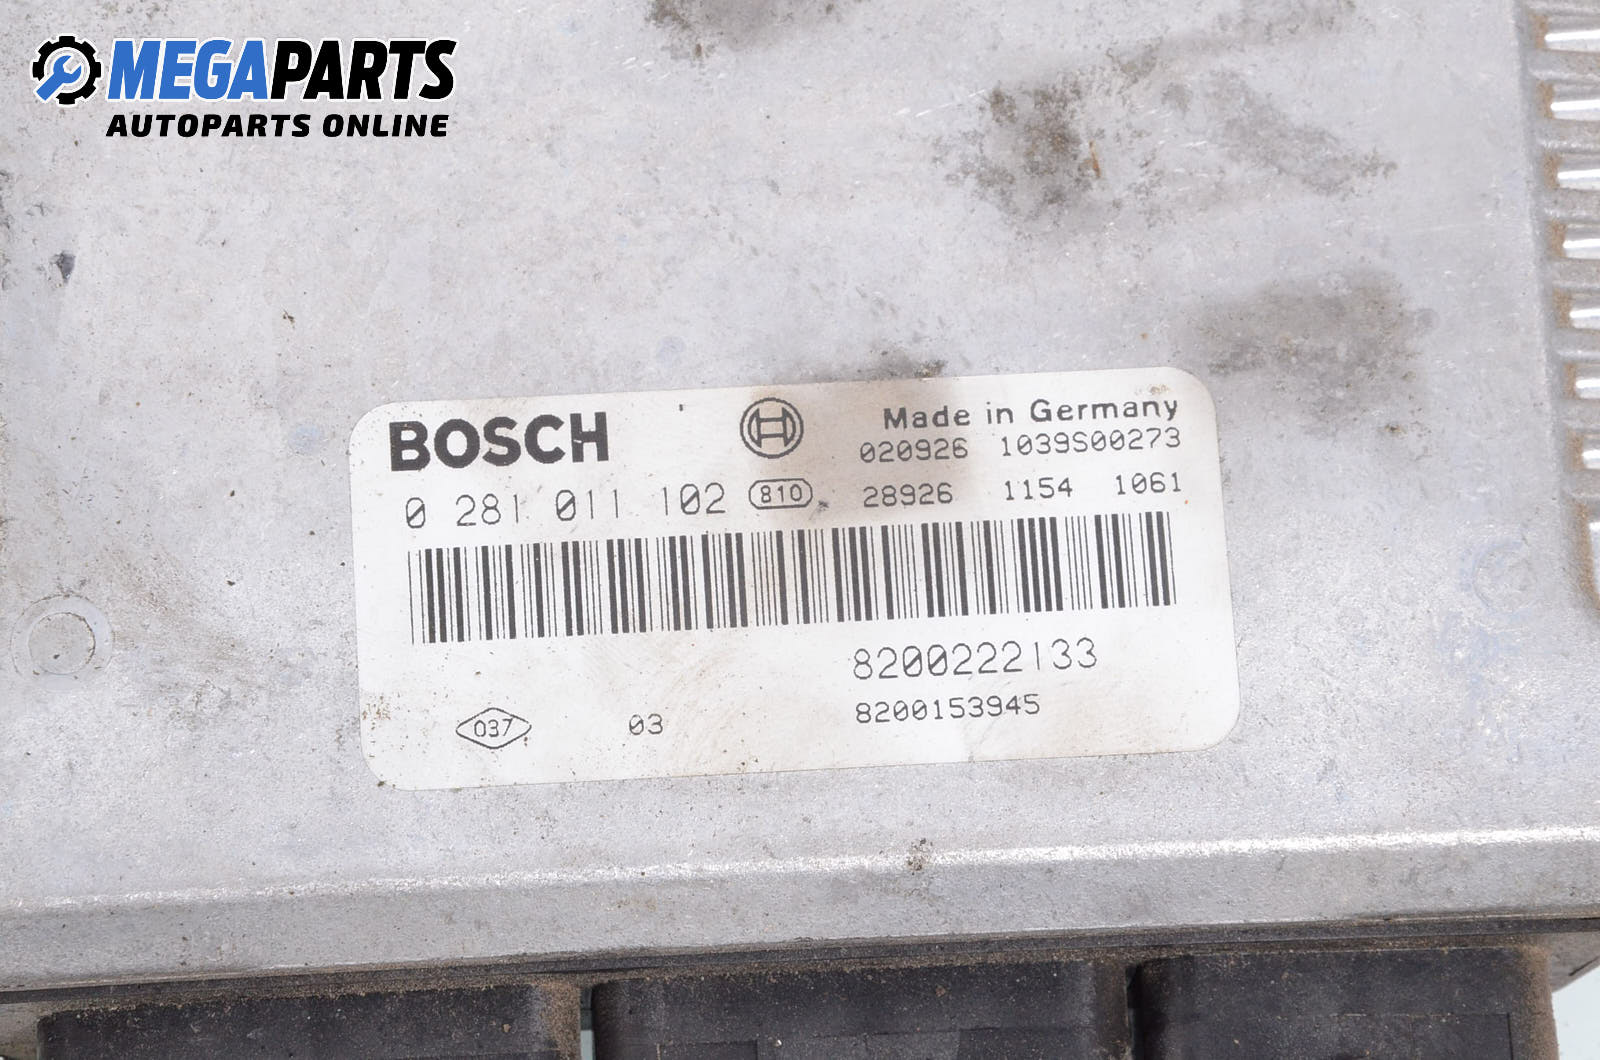 MEGAPARTS
AUTOPARTS ONLINE
BOSCH
Made in Germany
020926 1039S00273
0 281 011 102 810 28926 1154 1061
8200222133
037 03 8200153945